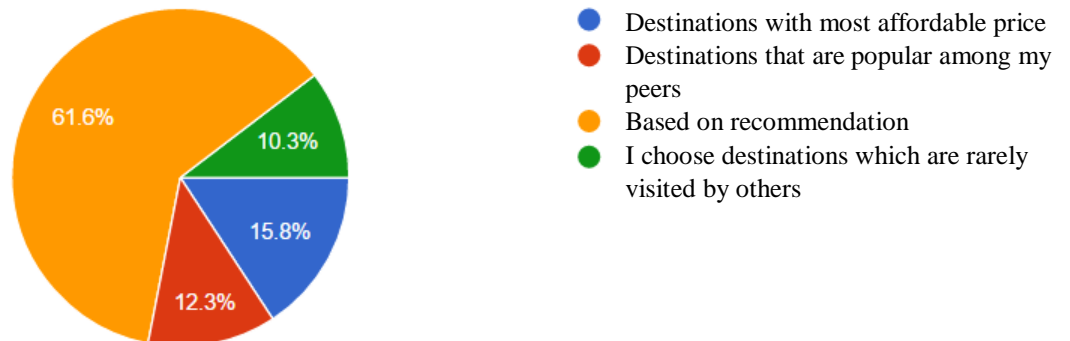 Destinations with most affordable price
Destinations that are popular among my
peers
Based on recommendation
I choose destinations which are rarely
visited by others
61.6%
10.3%
15.8%
12.3%